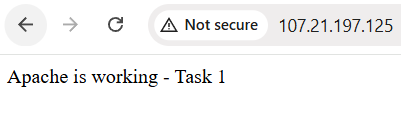 Not secure 107.21.197.125
Apache is working - Task 1